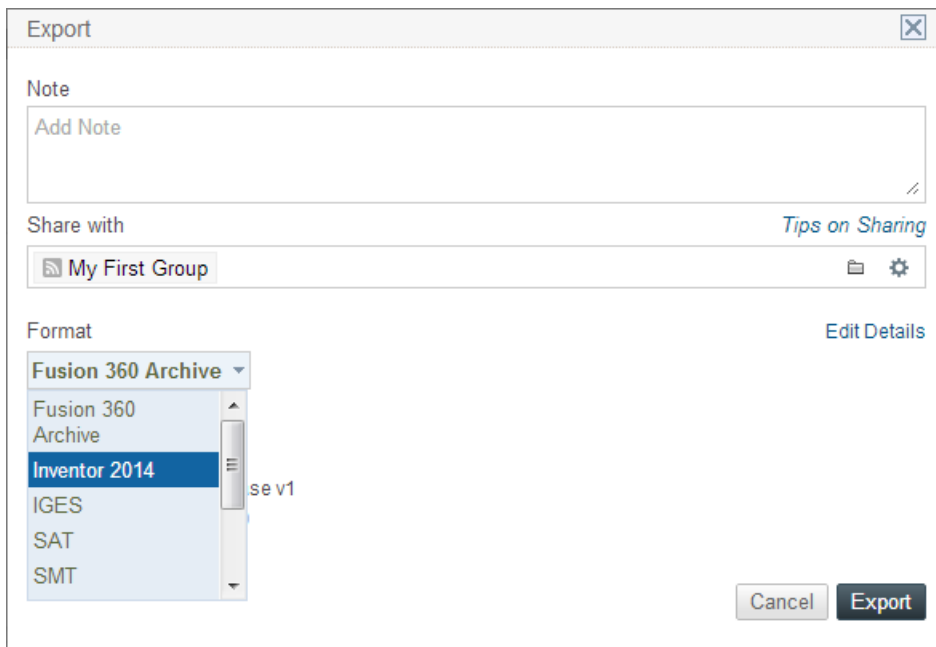 Export
Note
Add Note
Share with
Tips on Sharing
My First Group
Format
Edit Details
Fusion 360 Archive
Fusion 360
Archive
Inventor 2014
IGES
SAT
SMT
v1
Cancel
Export